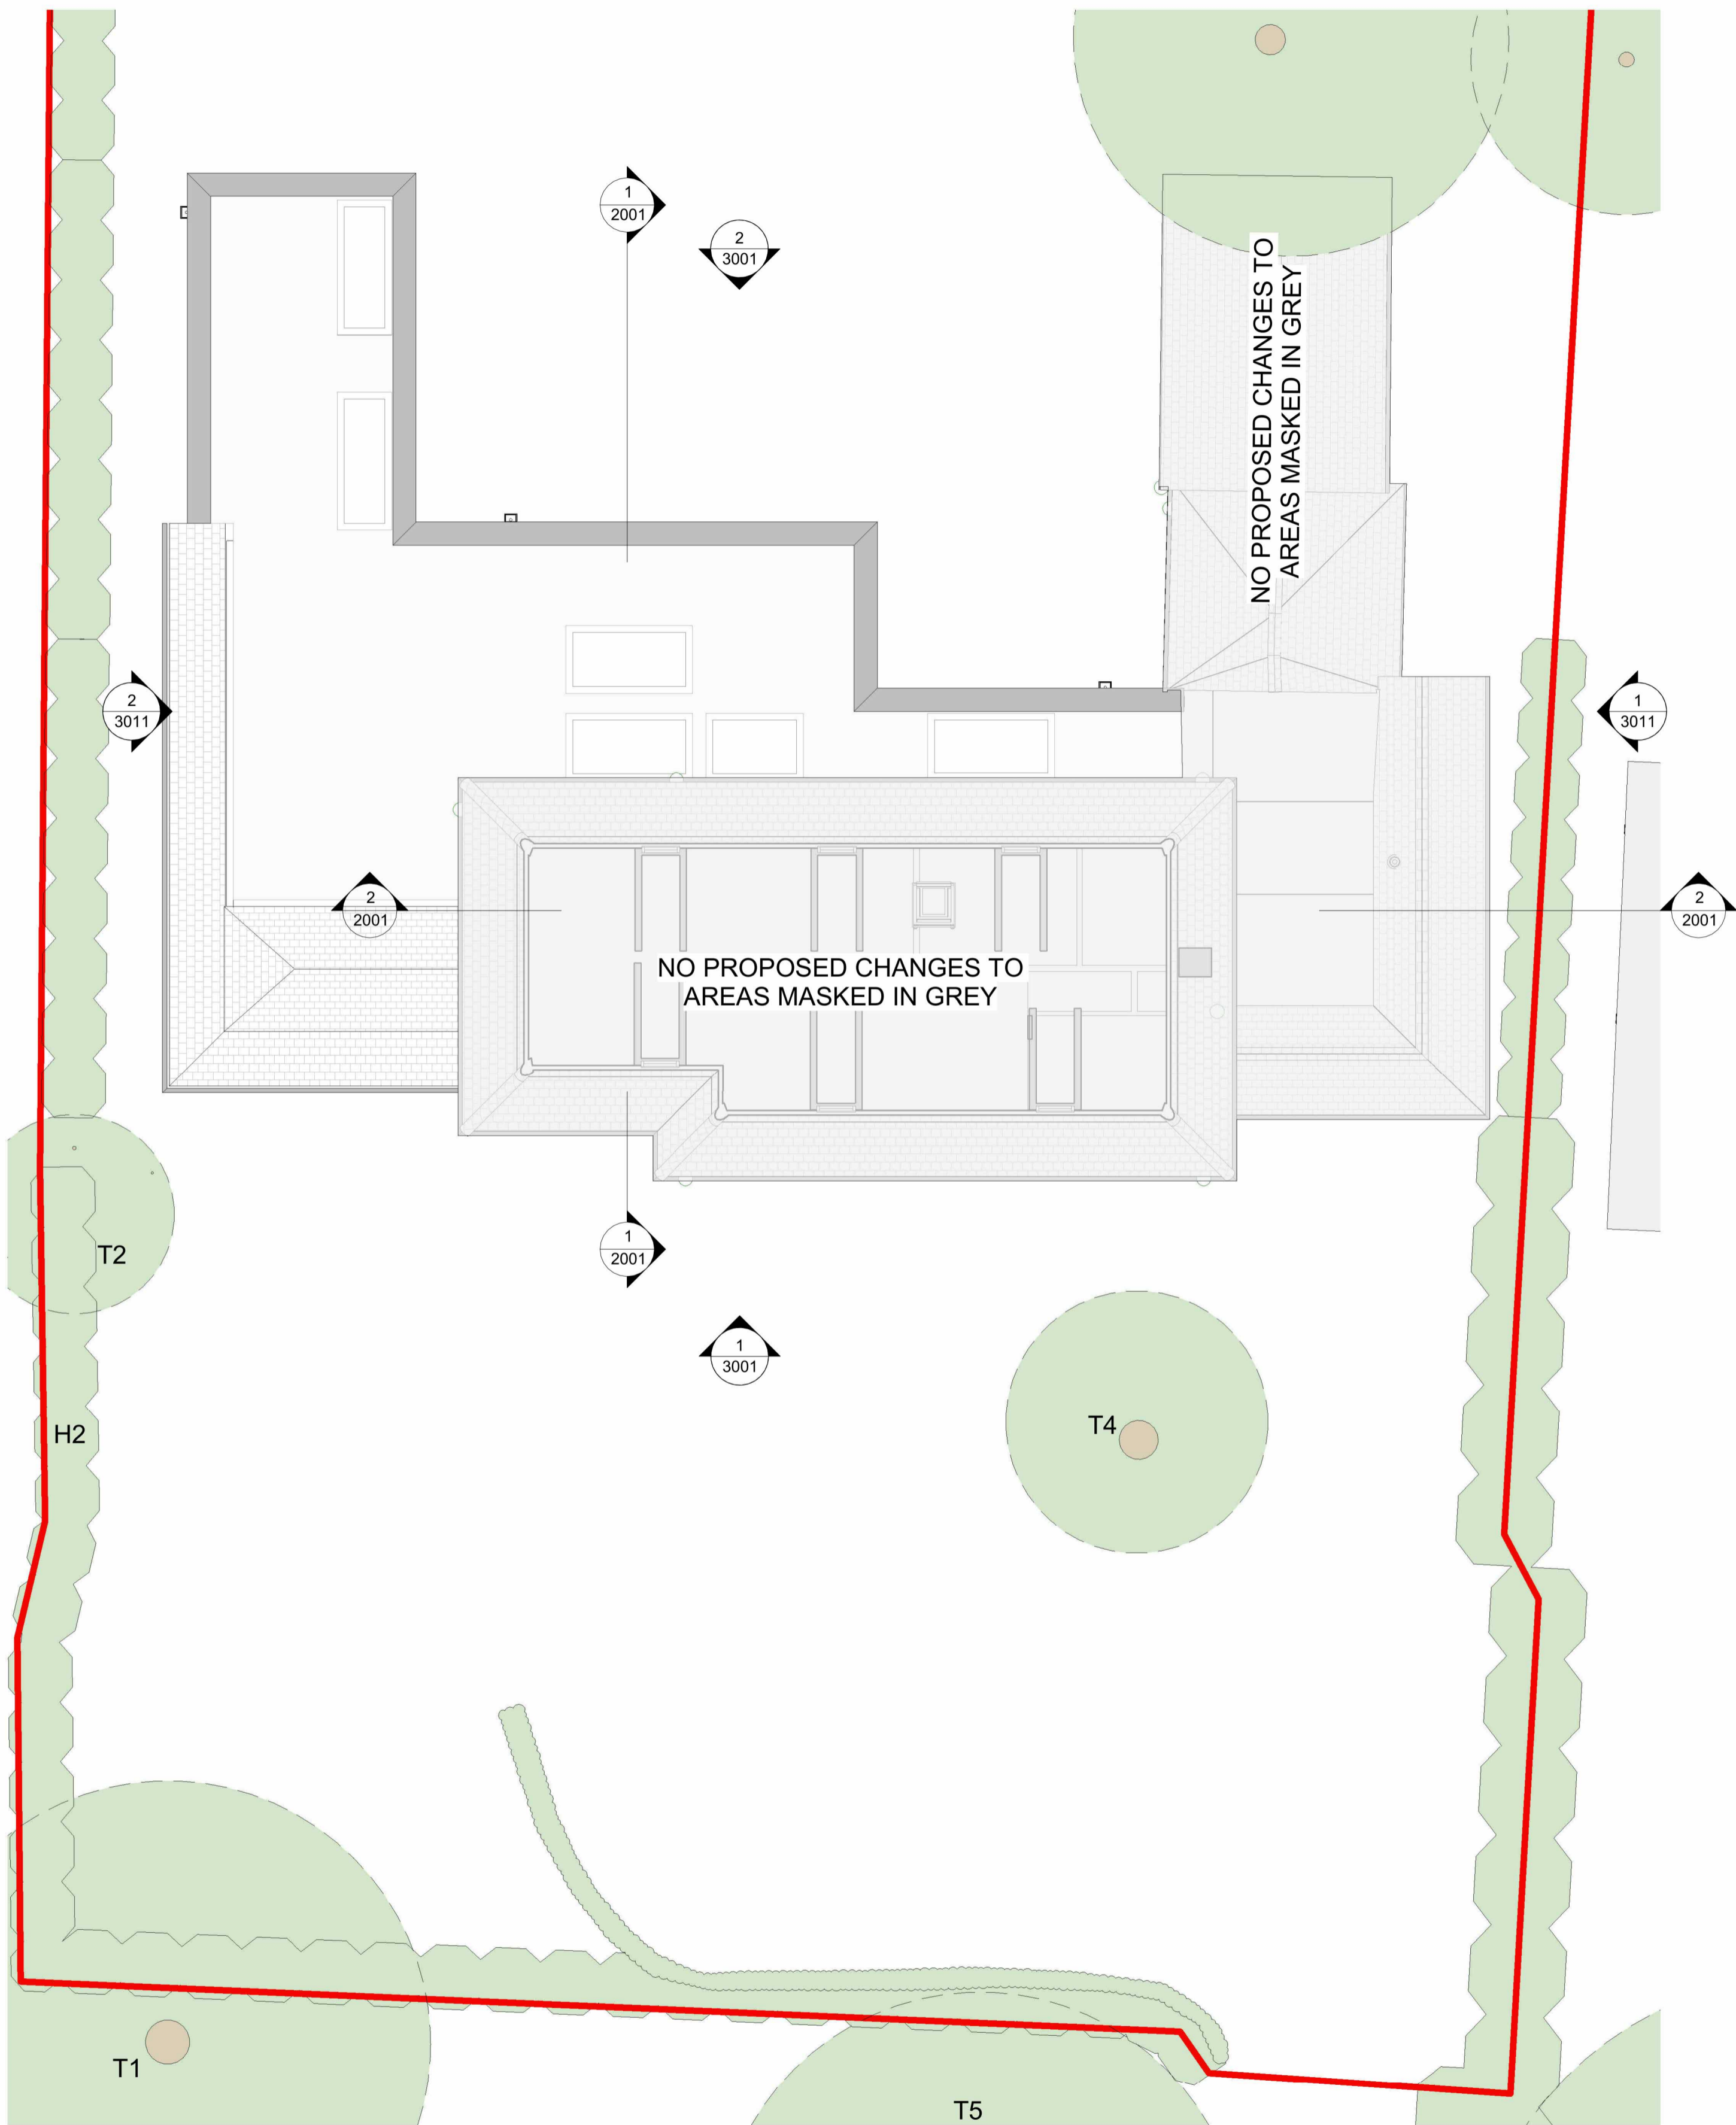 1
2001
2
3001
NO PROPOSED CHANGES TO
AREAS MASKED IN GREY
2
3011
1
3011
2
2001
2
2001
NO PROPOSED CHANGES TO
AREAS MASKED IN GREY
T2
1
2001
1
3001
T4
H2
T1
T5